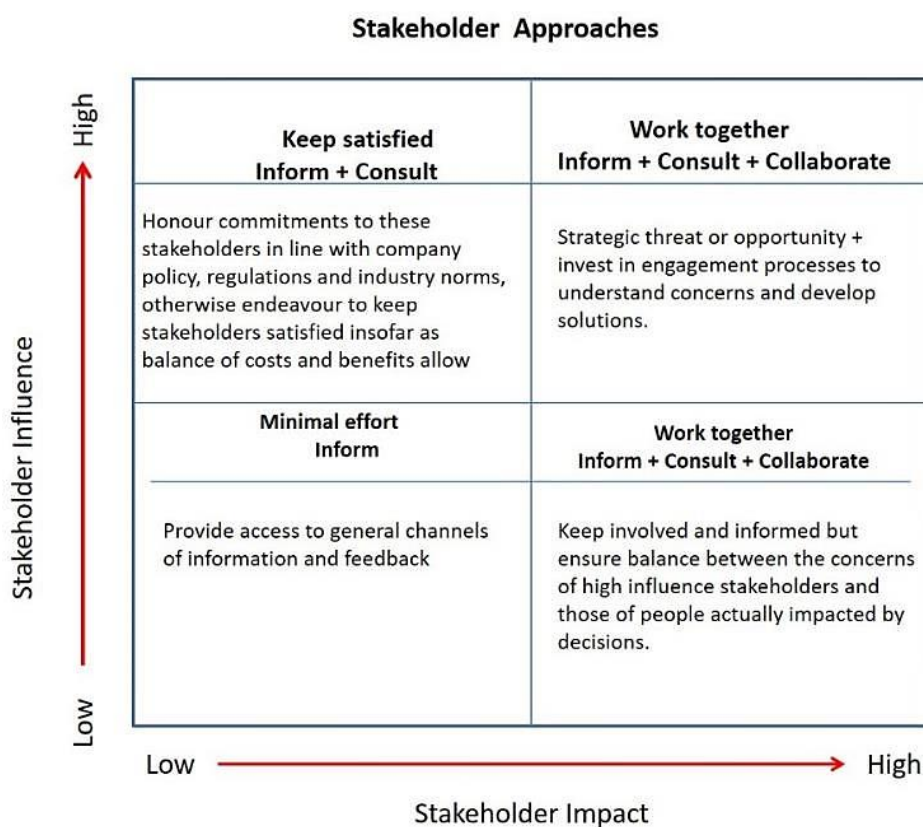 Stakeholder Approaches
High
Keep satisfied
Inform + Consult
Work together
Inform + Consult + Collaborate
Honour commitments to these
stakeholders in line with company
policy, regulations and industry norms,
otherwise endeavour to keep
stakeholders satisfied insofar as
balance of costs and benefits allow
Strategic threat or opportunity +
invest in engagement processes to
understand concerns and develop
solutions.
Stakeholder Influence
Minimal effort
Inform
Work together
Inform + Consult + Collaborate
Provide access to general channels
of information and feedback
Keep involved and informed but
ensure balance between the concerns
of high influence stakeholders and
those of people actually impacted by
decisions.
Low
Low
High
Stakeholder Impact